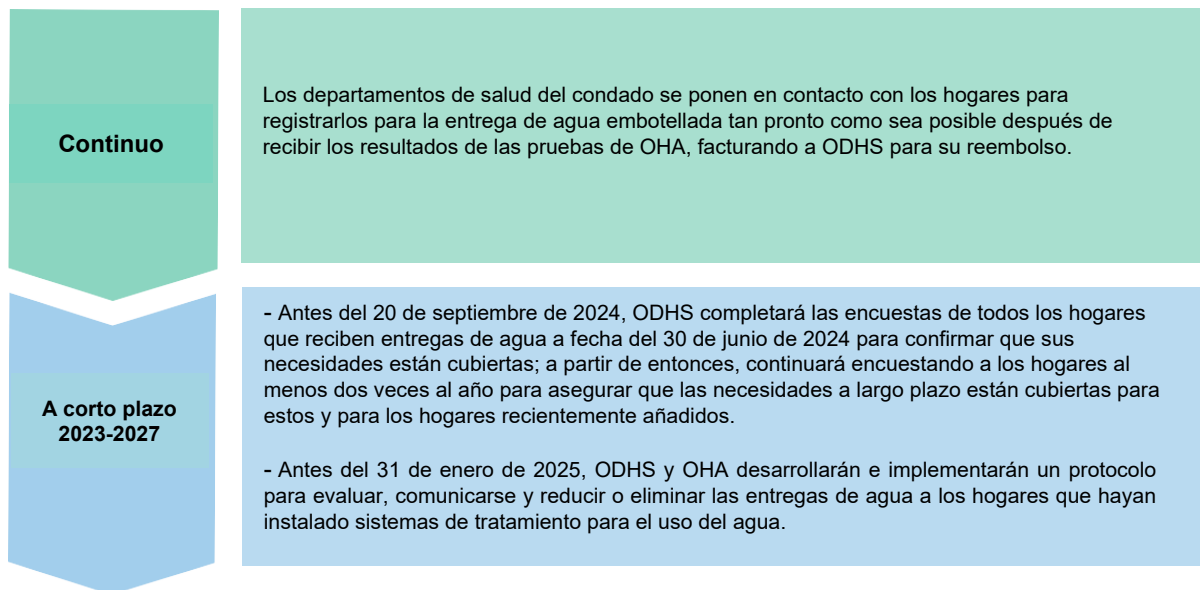 Continuo
Los departamentos de salud del condado se ponen en contacto con los hogares para
registrarlos para la entrega de agua embotellada tan pronto como sea posible después de
recibir los resultados de las pruebas de OHA, facturando a ODHS para su reembolso.
A corto plazo
2023-2027
- Antes del 20 de septiembre de 2024, ODHS completará las encuestas de todos los hogares
que reciben entregas de agua a fecha del 30 de junio de 2024 para confirmar que sus
necesidades están cubiertas; a partir de entonces, continuará encuestando a los hogares al
menos dos veces al año para asegurar que las necesidades a largo plazo están cubiertas para
estos y para los hogares recientemente añadidos.
- Antes del 31 de enero de 2025, ODHS y OHA desarrollarán e implementarán un protocolo
para evaluar, comunicarse y reducir o eliminar las entregas de agua a los hogares que hayan
instalado sistemas de tratamiento para el uso del agua.